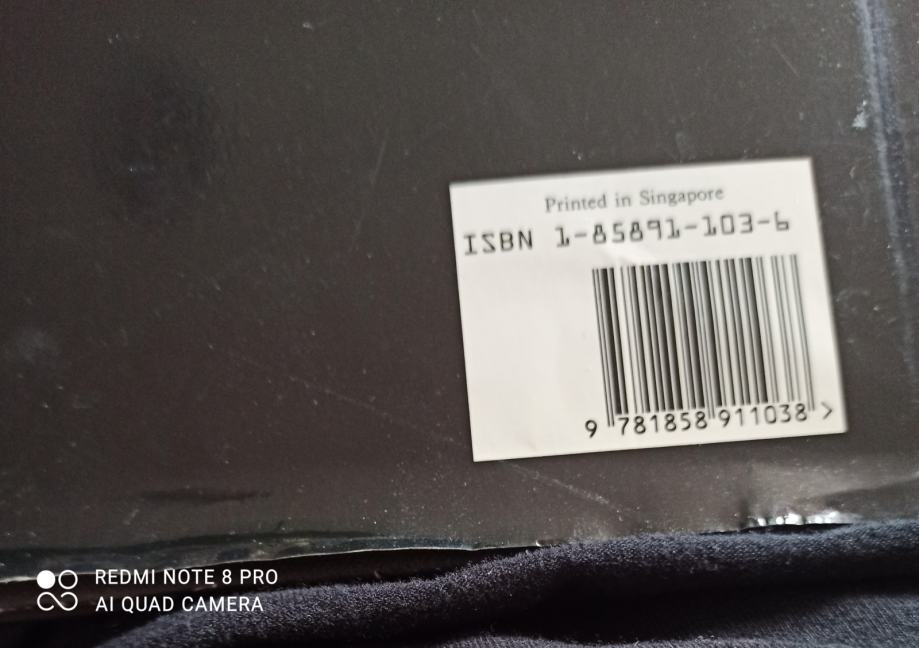 Printed in Singapore
ISBN 1-85891-103-6
9 781858 911038 >
REDMI NOTE 8 PRO
AI QUAD CAMERA